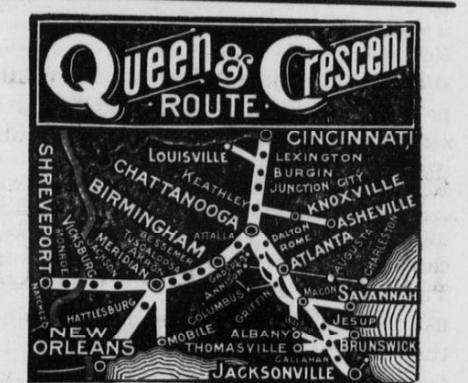 Queen & Crescent
ROUTE
CINCINNATI
LOUISVILLE
LEXINGTON
BURGIN
JUNCTION CITY
KEATHLEY
KNOXVILLE
ASHEVILLE
CHATTANOOGA
BIRMINGHAM
ATTALLA
DALTON
ROME
ATLANTA
AUGUSTA
CHARLESTON
SHREVEPORT
MONROE
VICKSBURG
JACKSON
MERIDIAN
BESSEMER
TUSCALOOSA
GADSDEN
ANNISTON
COLUMBUS
GRIFFIN
MACON
SAVANNAH
JESUP
BRUNSWICK
NATCHEZ
HATTIESBURG
NEW
ORLEANS
MOBILE
ALBANY
THOMASVILLE
CALLAHAN
JACKSONVILLE